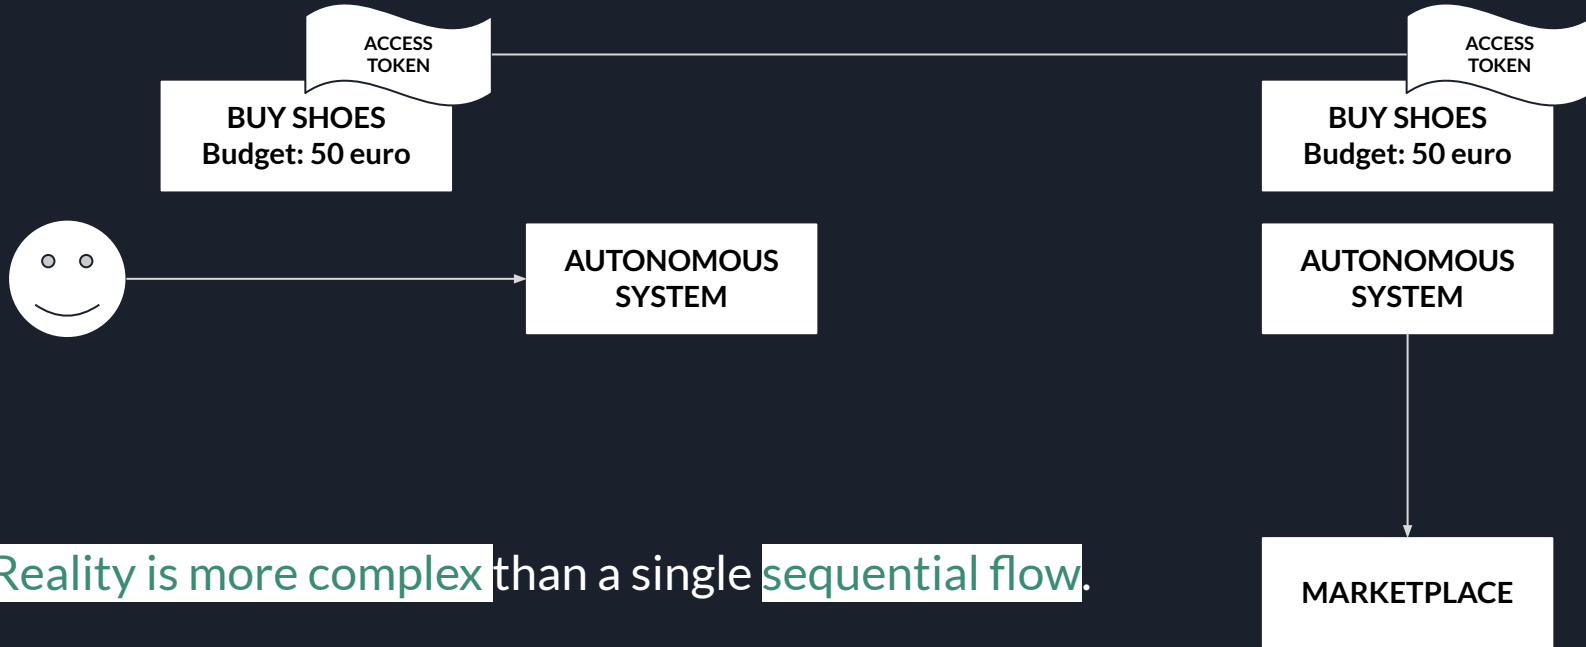 ACCESS
TOKEN
BUY SHOES
Budget: 50 euro
ACCESS
TOKEN
BUY SHOES
Budget: 50 euro
AUTONOMOUS
SYSTEM
AUTONOMOUS
SYSTEM
Reality is more complex than a single sequential flow.
MARKETPLACE